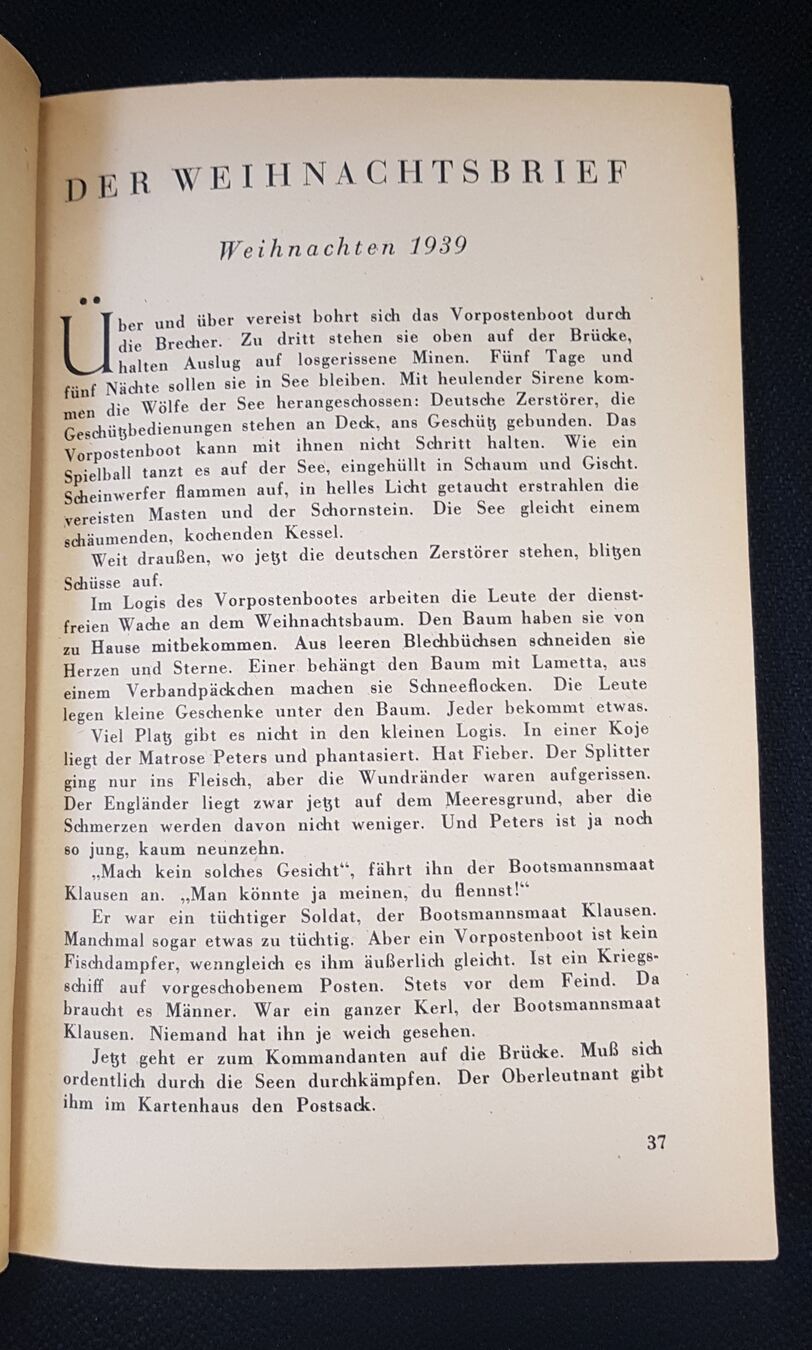 DER WEIHNACHTSBRIEF
Weihnachten 1939
Über und über vereist bohrt sich das Vorpostenboot durch
die Brecher. Zu dritt stehen sie oben auf der Brücke,
halten Auslug auf losgerissene Minen. Fünf Tage und
fünf Nächte sollen sie in See bleiben. Mit heulender Sirene kom-
men die Wölfe der See herangeschossen: Deutsche Zerstörer, die
Geschützbedienungen stehen an Deck, ans Geschütz gebunden. Das
Vorpostenboot kann mit ihnen nicht Schritt halten. Wie ein
Spielball tanzt es auf der See, eingehüllt in Schaum und Gischt.
Scheinwerfer flammen auf, in helles Licht getaucht erstrahlen die
vereisten Masten und der Schornstein. Die See gleicht einem
schäumenden, kochenden Kessel.
Weit draußen, wo jetzt die deutschen Zerstörer stehen, blitzen
Schüsse auf.
Im Logis des Vorpostenbootes arbeiten die Leute der dienst-
freien Wache an dem Weihnachtsbaum. Den Baum haben sie von
zu Hause mitbekommen. Aus leeren Blechbüchsen schneiden sie
Herzen und Sterne. Einer behängt den Baum mit Lametta, aus
einem Verbandpäckchen machen sie Schneeflocken. Die Leute
legen kleine Geschenke unter den Baum. Jeder bekommt etwas.
Viel Platz gibt es nicht in den kleinen Logis. In einer Koje
liegt der Matrose Peters und phantasiert. Hat Fieber. Der Splitter
ging nur ins Fleisch, aber die Wundränder waren aufgerissen.
Der Engländer liegt zwar jetzt auf dem Meeresgrund, aber die
Schmerzen werden davon nicht weniger. Und Peters ist ja noch
so jung, kaum neunzehn.
„Mach kein solches Gesicht“, fährt ihn der Bootsmannsmaat
Klausen an. „Man könnte ja meinen, du flennst!“
Er war ein tüchtiger Soldat, der Bootsmannsmaat Klausen.
Manchmal sogar etwas zu tüchtig. Aber ein Vorpostenboot ist kein
Fischdampfer, wenngleich es ihm äußerlich gleicht. Ist ein Kriegs-
schiff auf vorgeschobenem Posten. Stets vor dem Feind. Da
braucht es Männer. War ein ganzer Kerl, der Bootsmannsmaat
Klausen. Niemand hat ihn je weich gesehen.
Jetzt geht er zum Kommandanten auf die Brücke. Muß sich
ordentlich durch die Seen durchkämpfen. Der Oberleutnant gibt
ihm im Kartenhaus den Postsack.
37